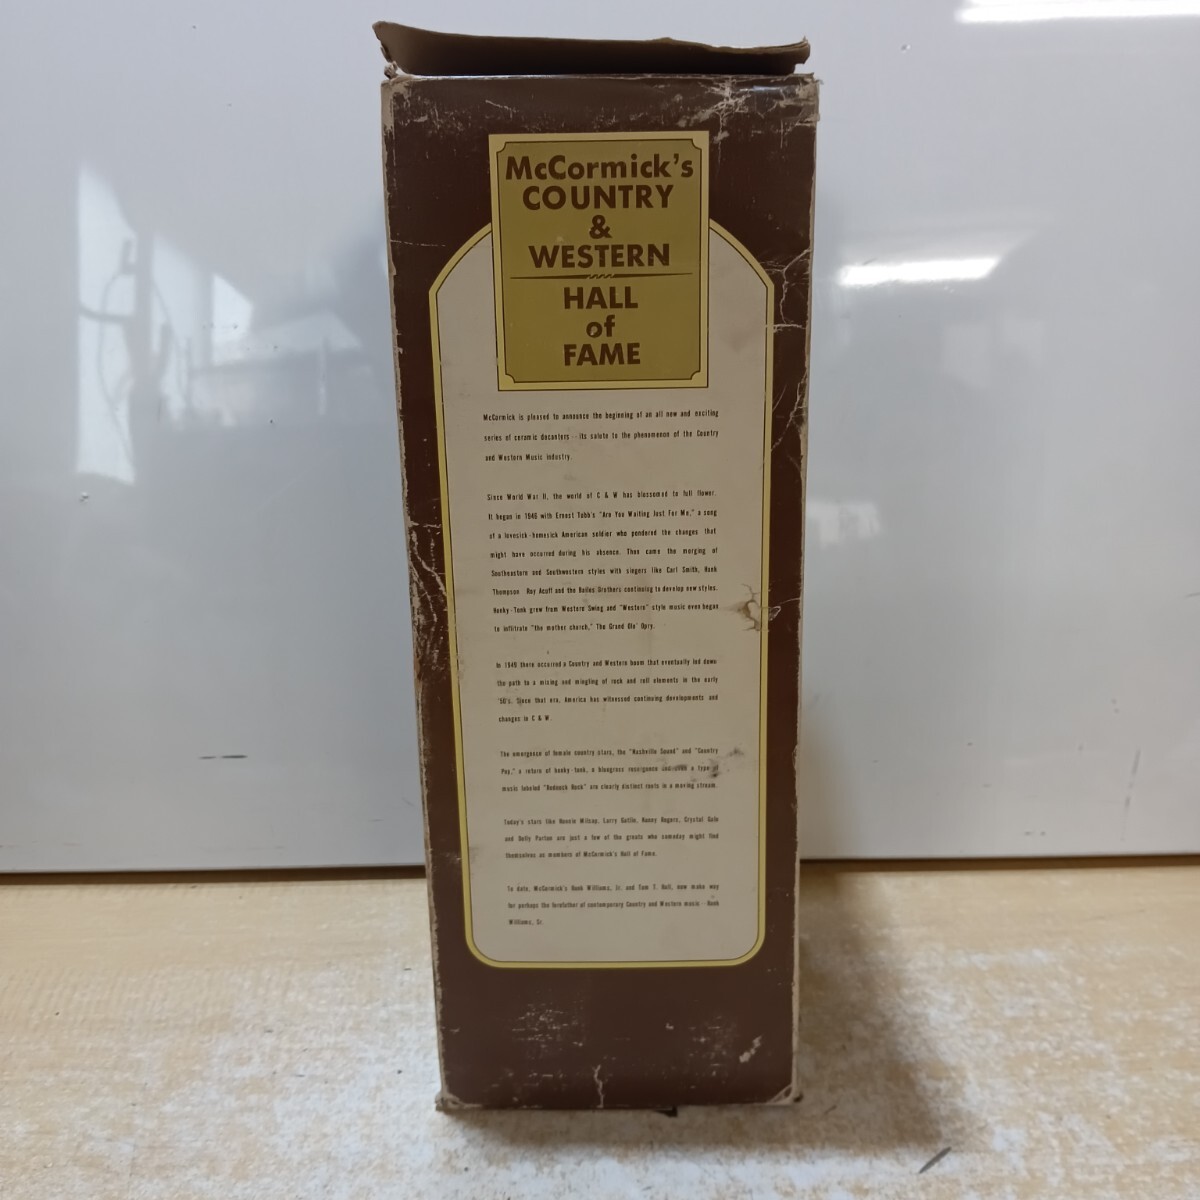 McCormick's
COUNTRY
&
WESTERN
HALL
of
FAME
McCormick is pleased to announce the beginning of an all new and exciting
series of ceramic decanters--its salute to the phenomenon of the Country
and Western Music industry.
Since World War II, the world of C & W has blossomed to full flower.
It began in 1946 with Ernest Tubb's "Are You Waiting Just For Me," a song
of a lovesick-homesick American soldier who pondered the changes that
might have occurred during his absence. Then came the merging of
Southeastern and Southwestern styles with singers like Carl Smith, Hank
Thompson Roy Acuff and the Bailes Brothers continuing to develop new styles.
Honky-Tonk grew from Western Swing and "Western" style music even began
to infiltrate "the mother church," The Grand Ole' Opry.
In 1949 there occurred a Country and Western boom that eventually led down
the path to a mixing and mingling of rock and roll elements in the early
'50's. Since that era, America has witnessed continuing developments and
changes in C & W.
The emergence of female country stars, the "Nashville Sound" and "Country
Pop," a return of honky-tonk, a bluegrass resurgence and even a type of
music labeled "Redneck Rock" are clearly distinct roots in a moving stream.
Today's stars like Ronnie Milsap, Larry Gatlin, Kenny Rogers, Crystal Gale
and Dolly Parton are just a few of the greats who someday might find
themselves as members of McCormick's Hall of Fame.
To date, McCormick's Hank Williams, Jr. and Tom T. Hall, now make way
for perhaps the forefather of contemporary Country and Western music--Hank
Williams, Sr.